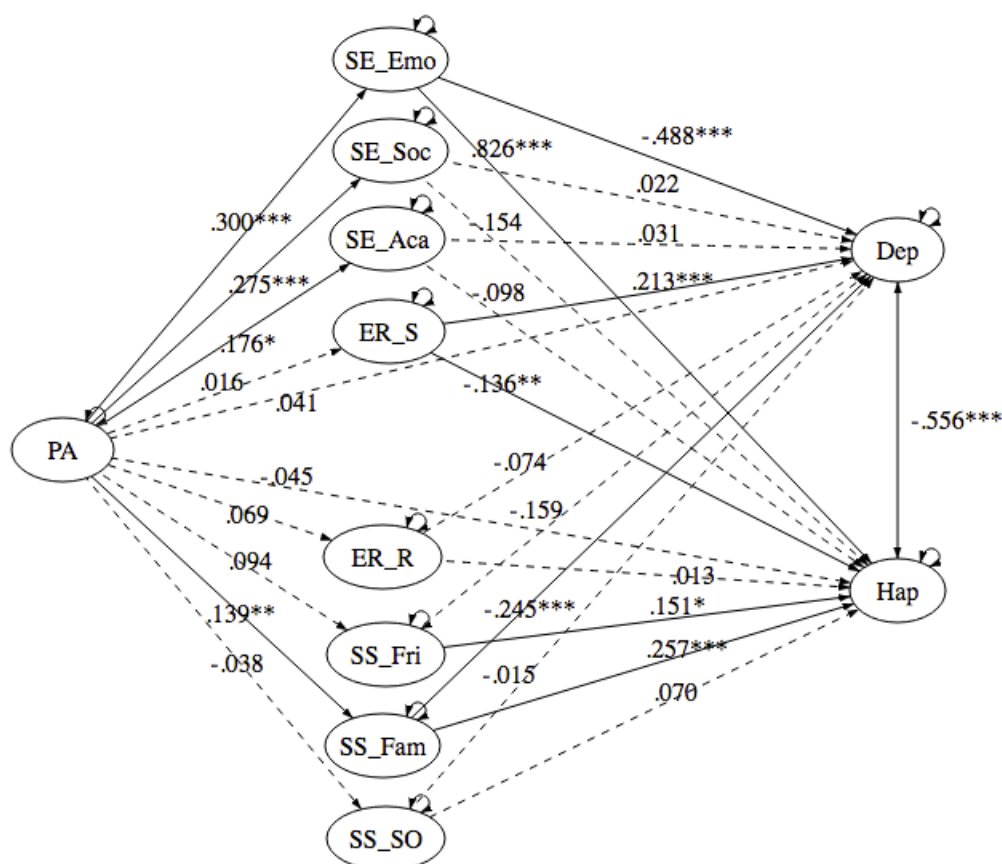 SE_Emo
-.488***
.826***
SE_Soc
.022
.300***
.154
SE_Aca
.031
Dep
.275***
-.098
.213***
ER_S
.176*
-.136**
.016
.041
-.556***
PA
-.074
-.045
.069
-.159
ER_R
.094
.013
Hap
.139**
-.245***
.151*
SS_Fri
-.038
.257***
-.015
.070
SS_Fam
SS_SO